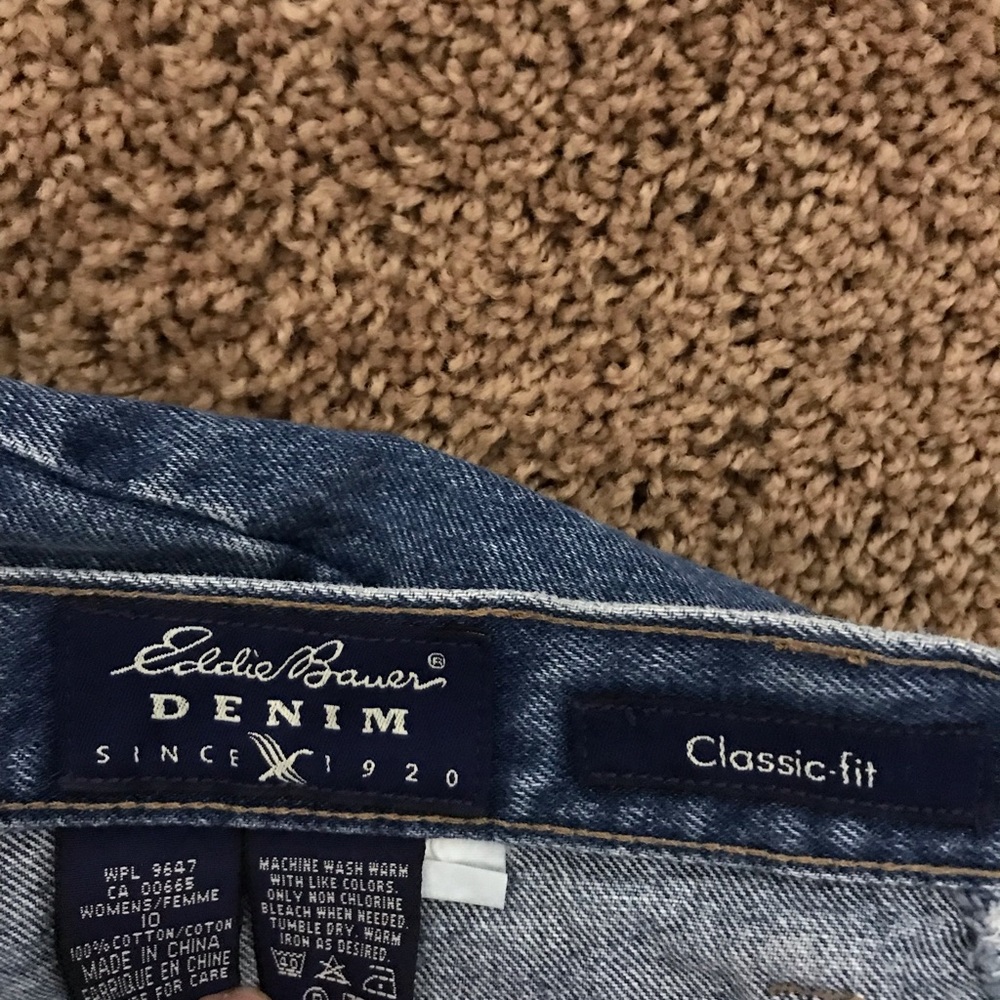 Eddie Bauer®
DENIM
SINCE 1920
Classic-fit
WPL 9647
CA 00665
WOMENS/FEMME
10
100% COTTON/COTON
MADE IN CHINA
FABRIQUE EN CHINE
FOR CARE
MACHINE WASH WARM
WITH LIKE COLORS.
ONLY NON CHLORINE
BLEACH WHEN NEEDED.
TUMBLE DRY. WARM
IRON AS DESIRED.